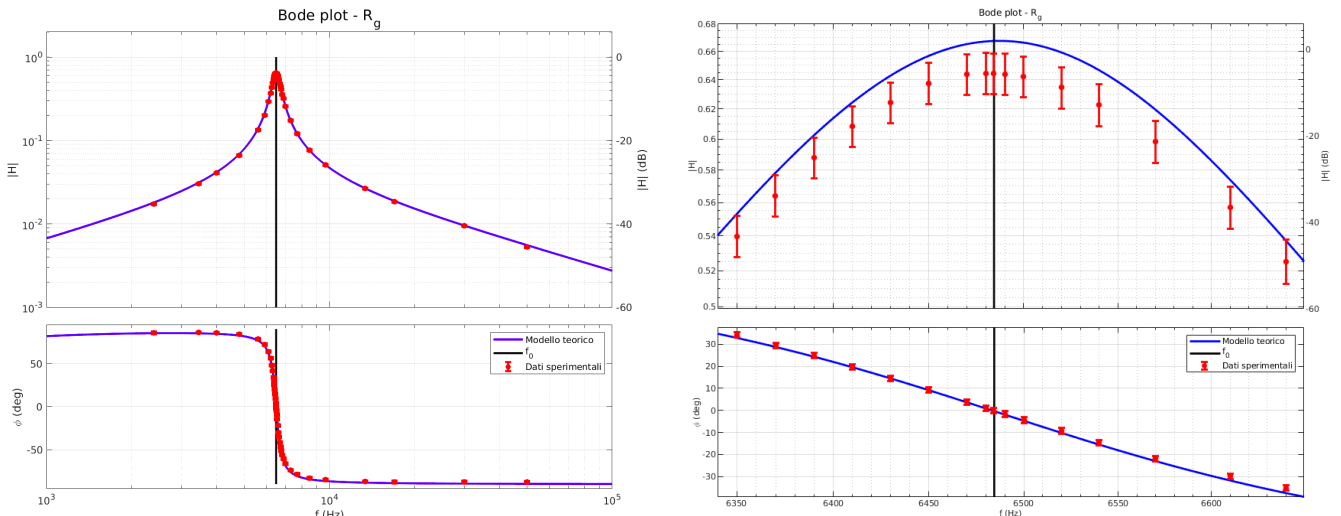 Bode plot - R_g
10^0
10^-1
10^-2
10^-3
|H|
0
-20
-40
-60
|H| (dB)
50
0
-50
ϕ (deg)
Modello teorico
f_0
Dati sperimentali
10^3
10^4
10^5
f (Hz)
Bode plot - R_g
0.68
0.66
0.64
0.62
0.6
0.58
0.56
0.54
0.52
0.5
|H|
0
-20
-40
-60
|H| (dB)
30
20
10
0
-10
-20
-30
ϕ (deg)
Modello teorico
f_0
Dati sperimentali
6350
6400
6450
6500
6550
6600
f (Hz)